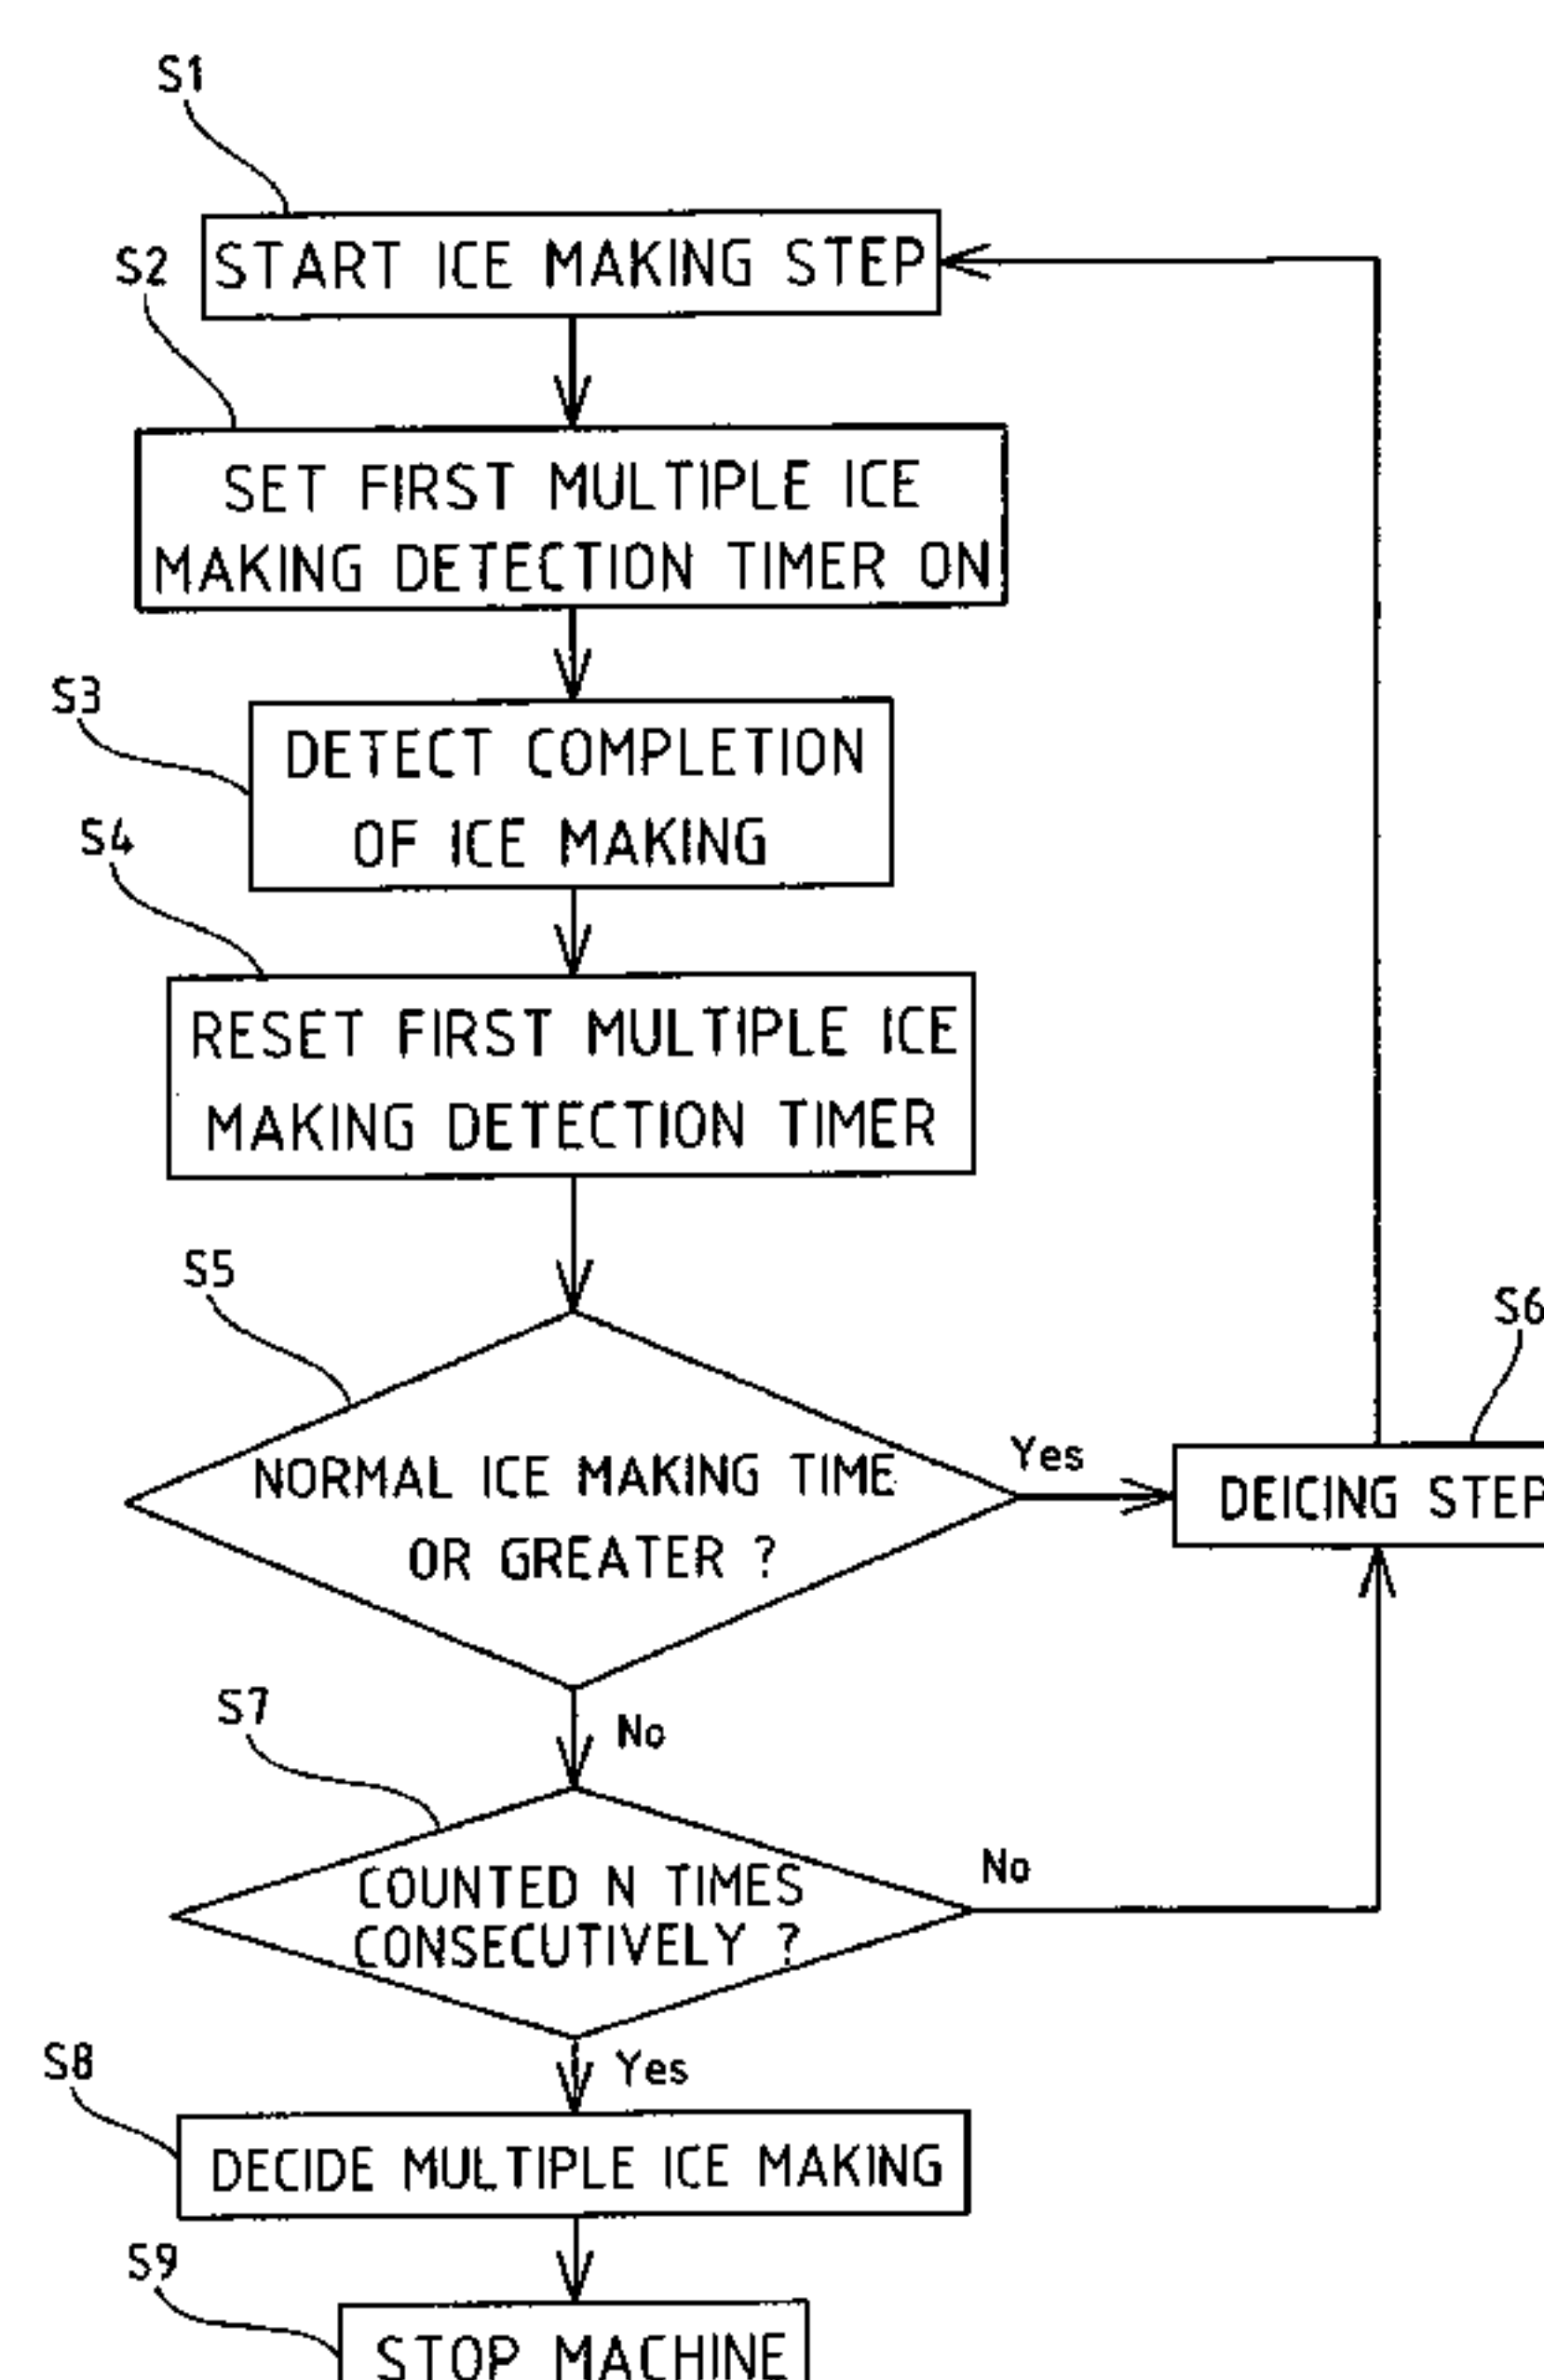 S1
START ICE MAKING STEP
S2
SET FIRST MULTIPLE ICE
MAKING DETECTION TIMER ON
S3
DETECT COMPLETION
OF ICE MAKING
S4
RESET FIRST MULTIPLE ICE
MAKING DETECTION TIMER
S5
NORMAL ICE MAKING TIME
OR GREATER ?
Yes
S6
DEICING STEP
No
S7
COUNTED N TIMES
CONSECUTIVELY ?
No
Yes
S8
DECIDE MULTIPLE ICE MAKING
S9
STOP MACHINE